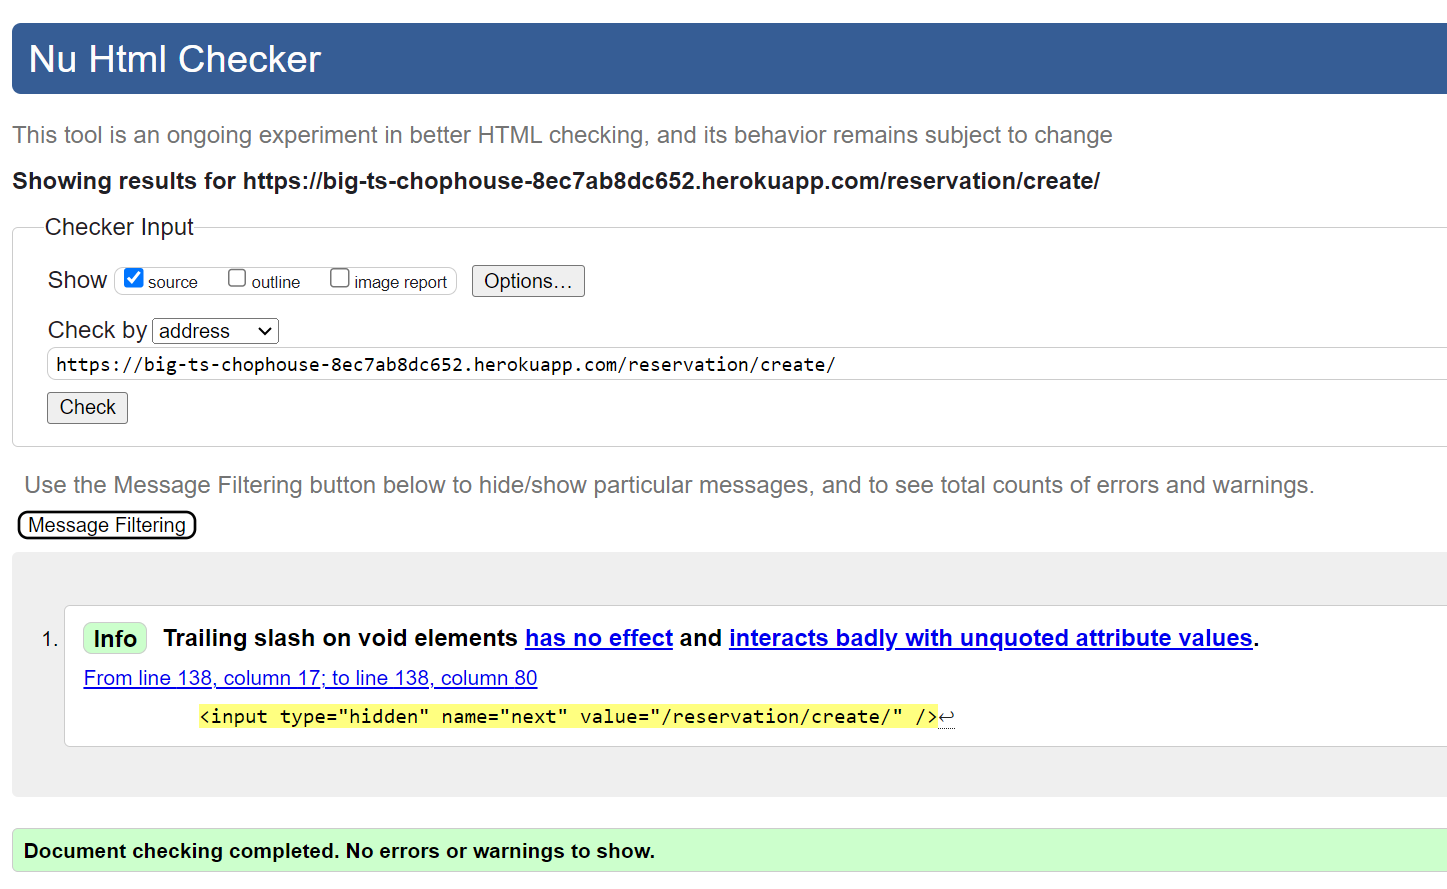 Nu Html Checker
This tool is an ongoing experiment in better HTML checking, and its behavior remains subject to change
Showing results for https://big-ts-chophouse-8ec7ab8dc652.herokuapp.com/reservation/create/
Checker Input
Show source outline image report Options…
Check by address
https://big-ts-chophouse-8ec7ab8dc652.herokuapp.com/reservation/create/
Check
Use the Message Filtering button below to hide/show particular messages, and to see total counts of errors and warnings.
Message Filtering
1. Info Trailing slash on void elements has no effect and interacts badly with unquoted attribute values.
From line 138, column 17; to line 138, column 80
<input type="hidden" name="next" value="/reservation/create/" />↩
Document checking completed. No errors or warnings to show.